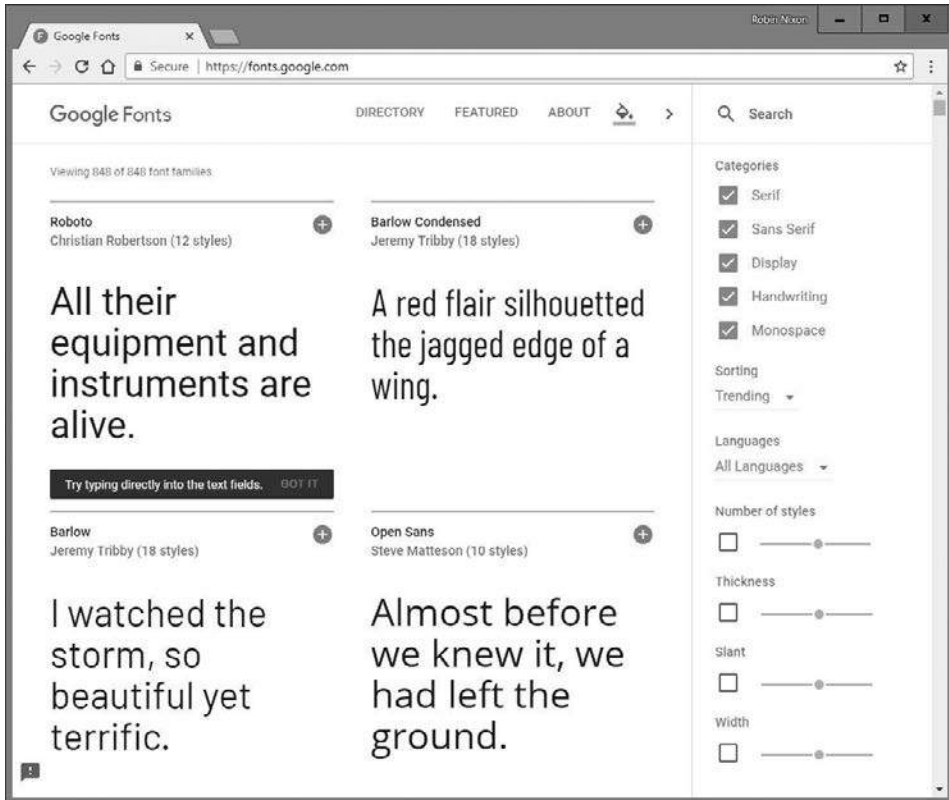 Robin Nixon
Google Fonts
Secure | https://fonts.google.com
Google Fonts
DIRECTORY FEATURED ABOUT
Search
Viewing 848 of 848 font families
Roboto
Christian Robertson (12 styles)
All their
equipment and
instruments are
alive.
Try typing directly into the text fields. GOT IT
Barlow Condensed
Jeremy Tribby (18 styles)
A red flair silhouetted
the jagged edge of a
wing.
Barlow
Jeremy Tribby (18 styles)
I watched the
storm, so
beautiful yet
terrific.
Open Sans
Steve Matteson (10 styles)
Almost before
we knew it, we
had left the
ground.
Categories
Serif
Sans Serif
Display
Handwriting
Monospace
Sorting
Trending
Languages
All Languages
Number of styles
Thickness
Slant
Width